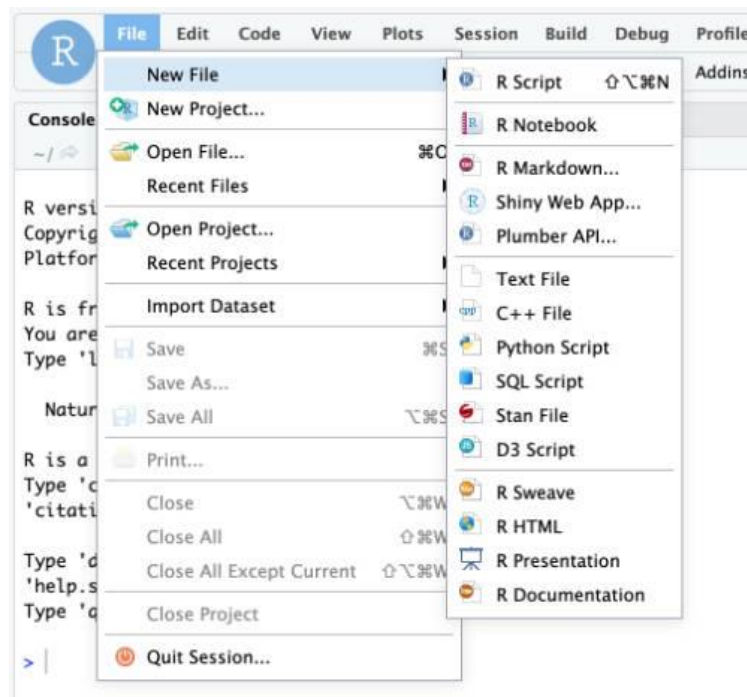 R File Edit Code View Plots Session Build Debug Profile
Addins
Console
~/
R versi
Copyrig
Platfor
R is fr
You are
Type 'l
Natur
R is a
Type 'c
'citati
Type 'd
'help.s
Type 'q
>
New File
New Project...
Open File... ⌘O
Recent Files
Open Project...
Recent Projects
Import Dataset
Save ⌘S
Save As...
Save All ⌥⌘S
Print...
Close ⌥⌘W
Close All ⇧⌘W
Close All Except Current ⇧⌥⌘W
Close Project
Quit Session...
R Script ⇧⌥⌘N
R Notebook
R Markdown...
Shiny Web App...
Plumber API...
Text File
C++ File
Python Script
SQL Script
Stan File
D3 Script
R Sweave
R HTML
R Presentation
R Documentation